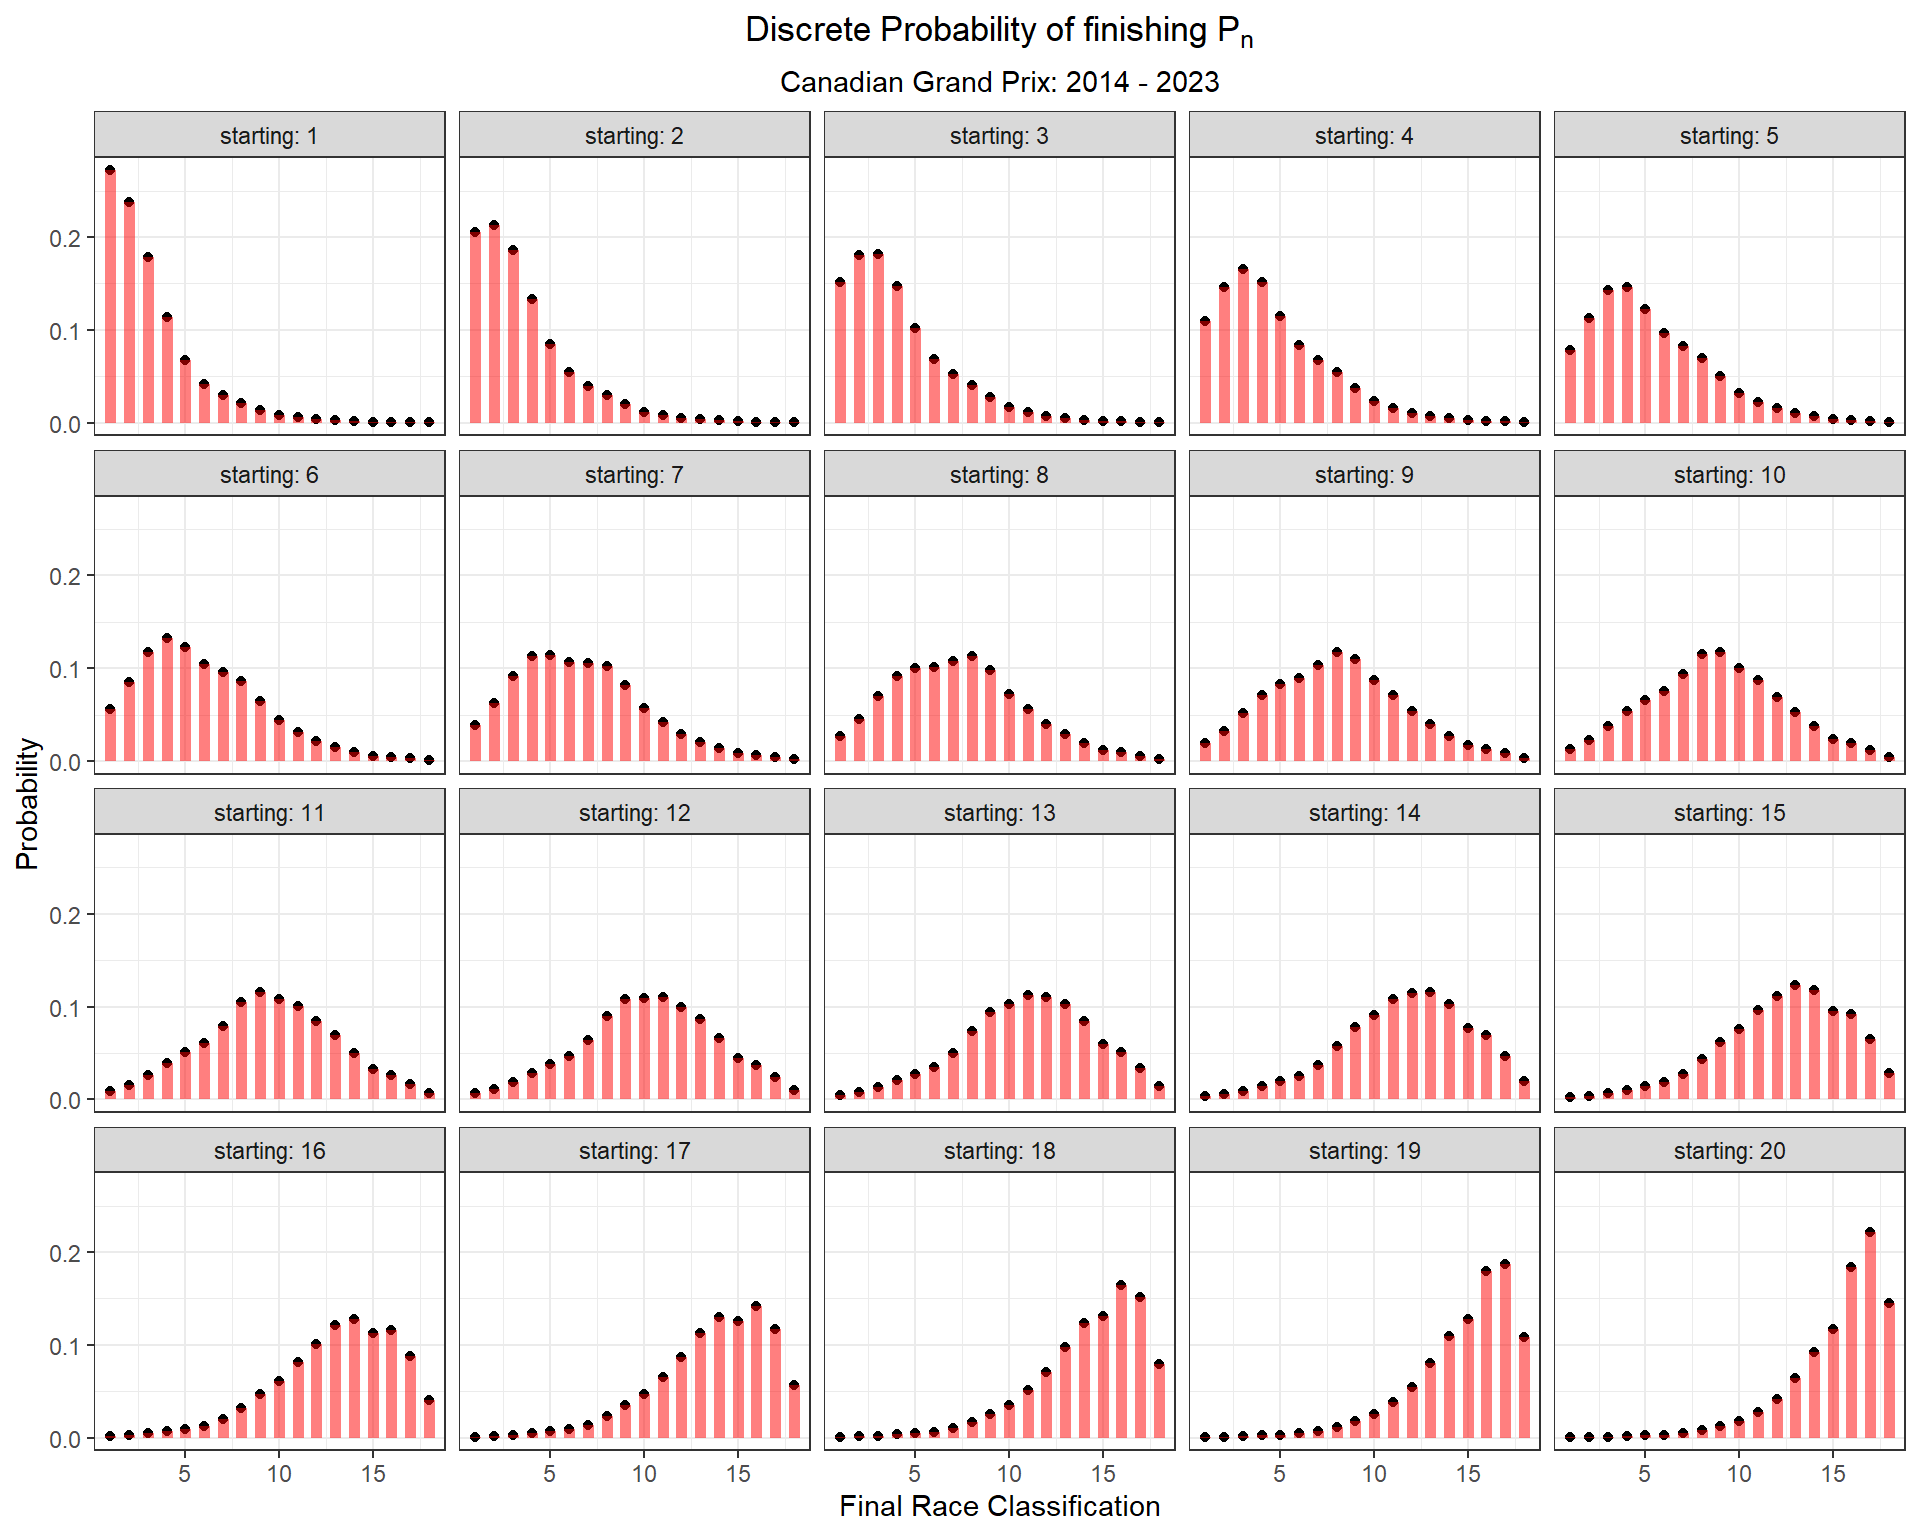 Discrete Probability of finishing Pn
Canadian Grand Prix: 2014 - 2023
starting: 1 starting: 2 starting: 3 starting: 4 starting: 5
0.2
0.1
0.0
starting: 6 starting: 7 starting: 8 starting: 9 starting: 10
0.2
0.1
0.0
Probability
starting: 11 starting: 12 starting: 13 starting: 14 starting: 15
0.2
0.1
0.0
starting: 16 starting: 17 starting: 18 starting: 19 starting: 20
0.2
0.1
0.0
5 10 15 5 10 15 5 10 15 5 10 15 5 10 15
Final Race Classification